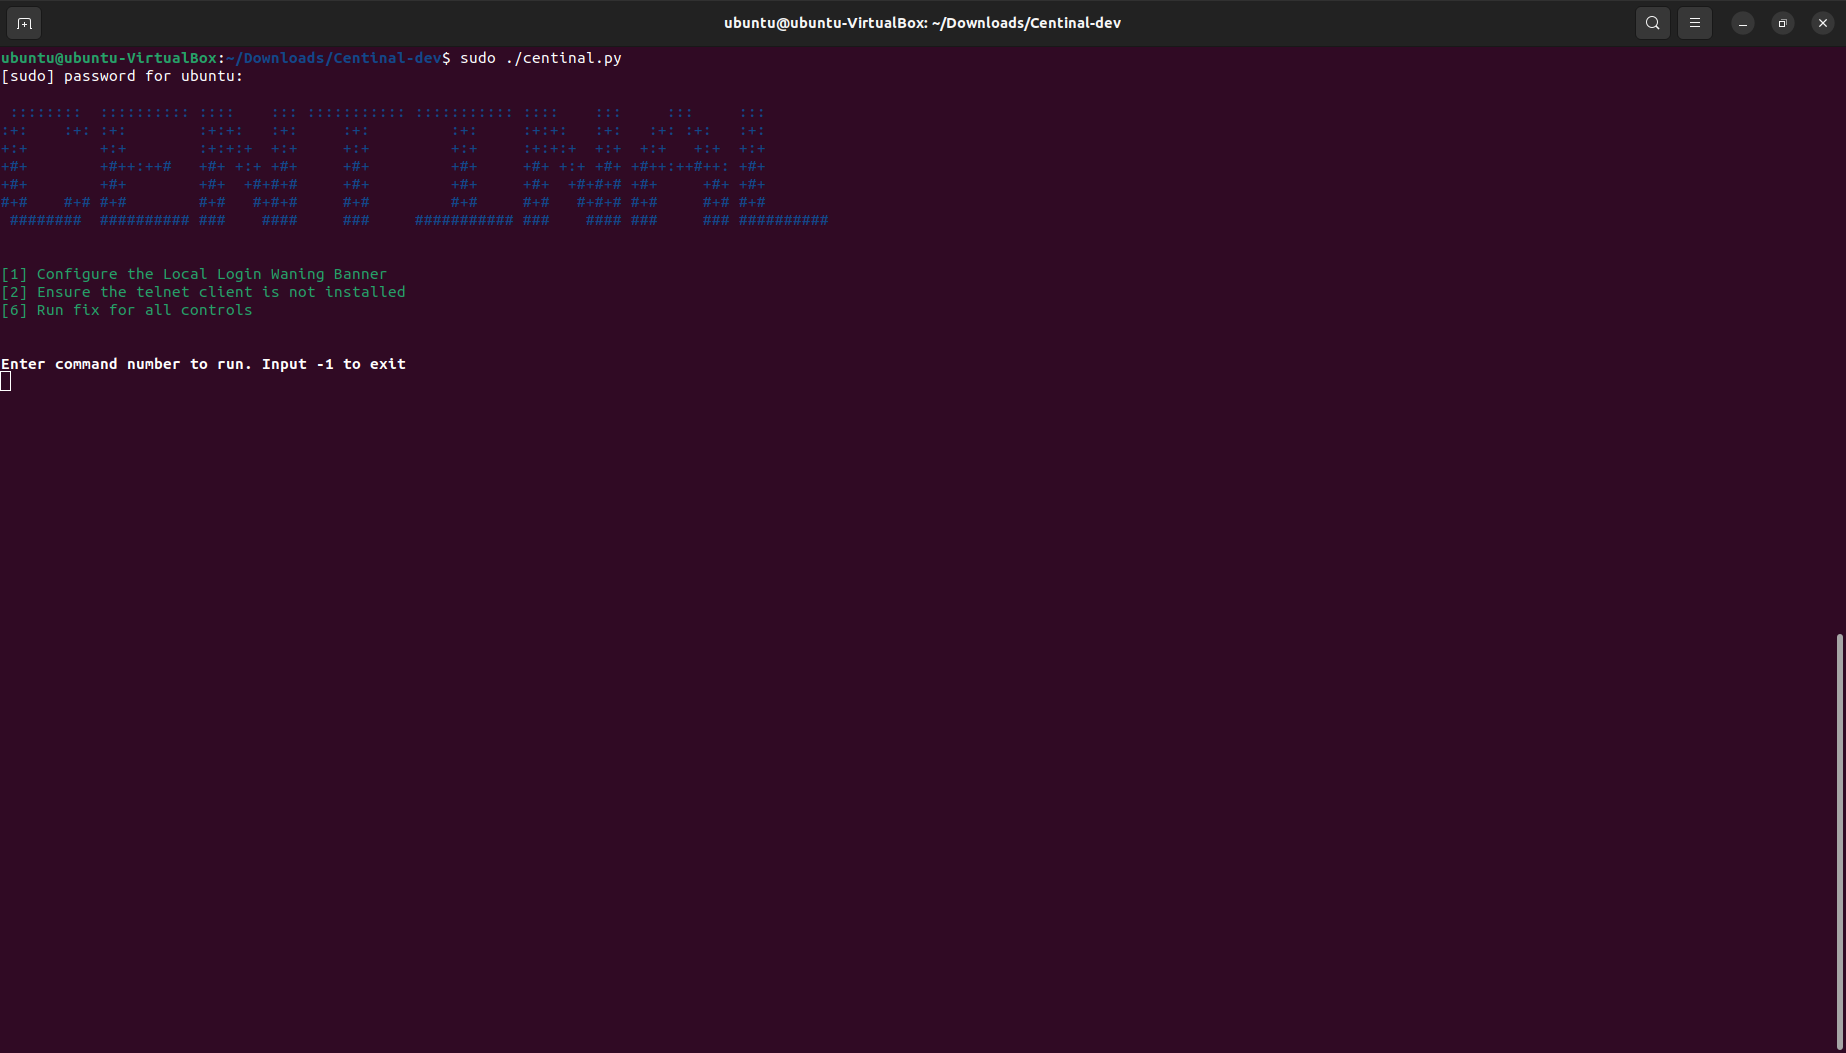 ubuntu@ubuntu-VirtualBox: ~/Downloads/Centinal-dev
ubuntu@ubuntu-VirtualBox:~/Downloads/Centinal-dev$ sudo ./centinal.py
[sudo] password for ubuntu:
 ::::::::  :::::::::: ::::    ::: ::::::::::: ::::::::::: ::::    :::     :::     :::
:+:    :+: :+:        :+:+:   :+:     :+:         :+:     :+:+:   :+:   :+: :+:   :+:
+:+        +:+        :+:+:+  +:+     +:+         +:+     :+:+:+  +:+  +:+   +:+  +:+
+#+        +#++:++#   +#+ +:+ +#+     +#+         +#+     +#+ +:+ +#+ +#++:++#++: +#+
+#+        +#+        +#+  +#+#+#     +#+         +#+     +#+  +#+#+# +#+     +#+ +#+
#+#    #+# #+#        #+#   #+#+#     #+#         #+#     #+#   #+#+# #+#     #+# #+#
 ########  ########## ###    ####     ###     ########### ###    #### ###     ### ##########
[1] Configure the Local Login Waning Banner
[2] Ensure the telnet client is not installed
[6] Run fix for all controls
Enter command number to run. Input -1 to exit